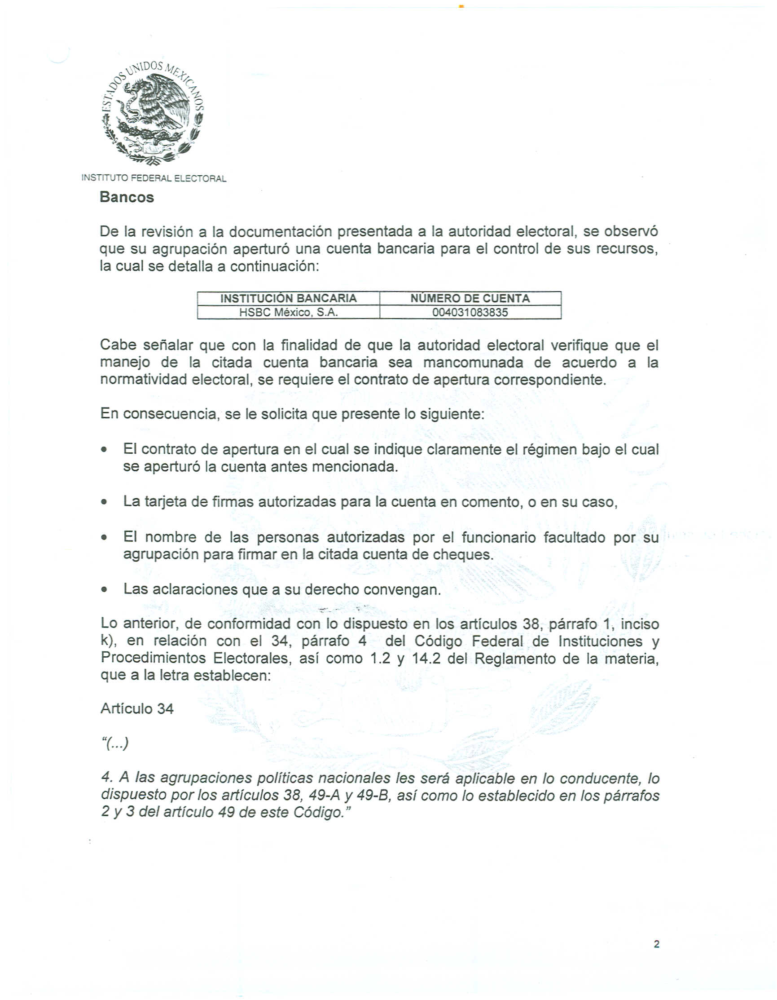 ESTADOS UNIDOS MEXICANOS
INSTITUTO FEDERAL ELECTORAL
Bancos
De la revisión a la documentación presentada a la autoridad electoral, se observó
que su agrupación aperturó una cuenta bancaria para el control de sus recursos,
la cual se detalla a continuación:
INSTITUCIÓN BANCARIA NÚMERO DE CUENTA
HSBC México, S.A. 004031083835
Cabe señalar que con la finalidad de que la autoridad electoral verifique que el
manejo de la citada cuenta bancaria sea mancomunada de acuerdo a la
normatividad electoral, se requiere el contrato de apertura correspondiente.
En consecuencia, se le solicita que presente lo siguiente:
• El contrato de apertura en el cual se indique claramente el régimen bajo el cual
se aperturó la cuenta antes mencionada.
• La tarjeta de firmas autorizadas para la cuenta en comento, o en su caso,
• El nombre de las personas autorizadas por el funcionario facultado por su
agrupación para firmar en la citada cuenta de cheques.
• Las aclaraciones que a su derecho convengan.
Lo anterior, de conformidad con lo dispuesto en los artículos 38, párrafo 1, inciso
k), en relación con el 34, párrafo 4 del Código Federal de Instituciones y
Procedimientos Electorales, así como 1.2 y 14.2 del Reglamento de la materia,
que a la letra establecen:
Artículo 34
“(...)
4. A las agrupaciones políticas nacionales les será aplicable en lo conducente, lo
dispuesto por los artículos 38, 49-A y 49-B, así como lo establecido en los párrafos
2 y 3 del artículo 49 de este Código.”
2